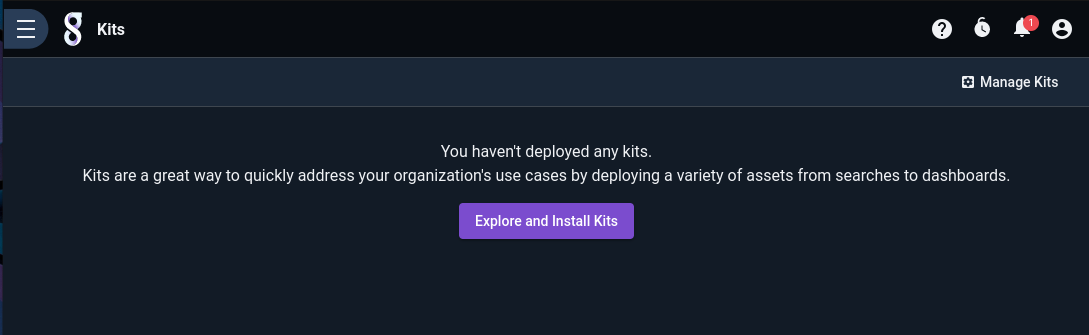 Kits
1
Manage Kits
You haven't deployed any kits.
Kits are a great way to quickly address your organization's use cases by deploying a variety of assets from searches to dashboards.
Explore and Install Kits